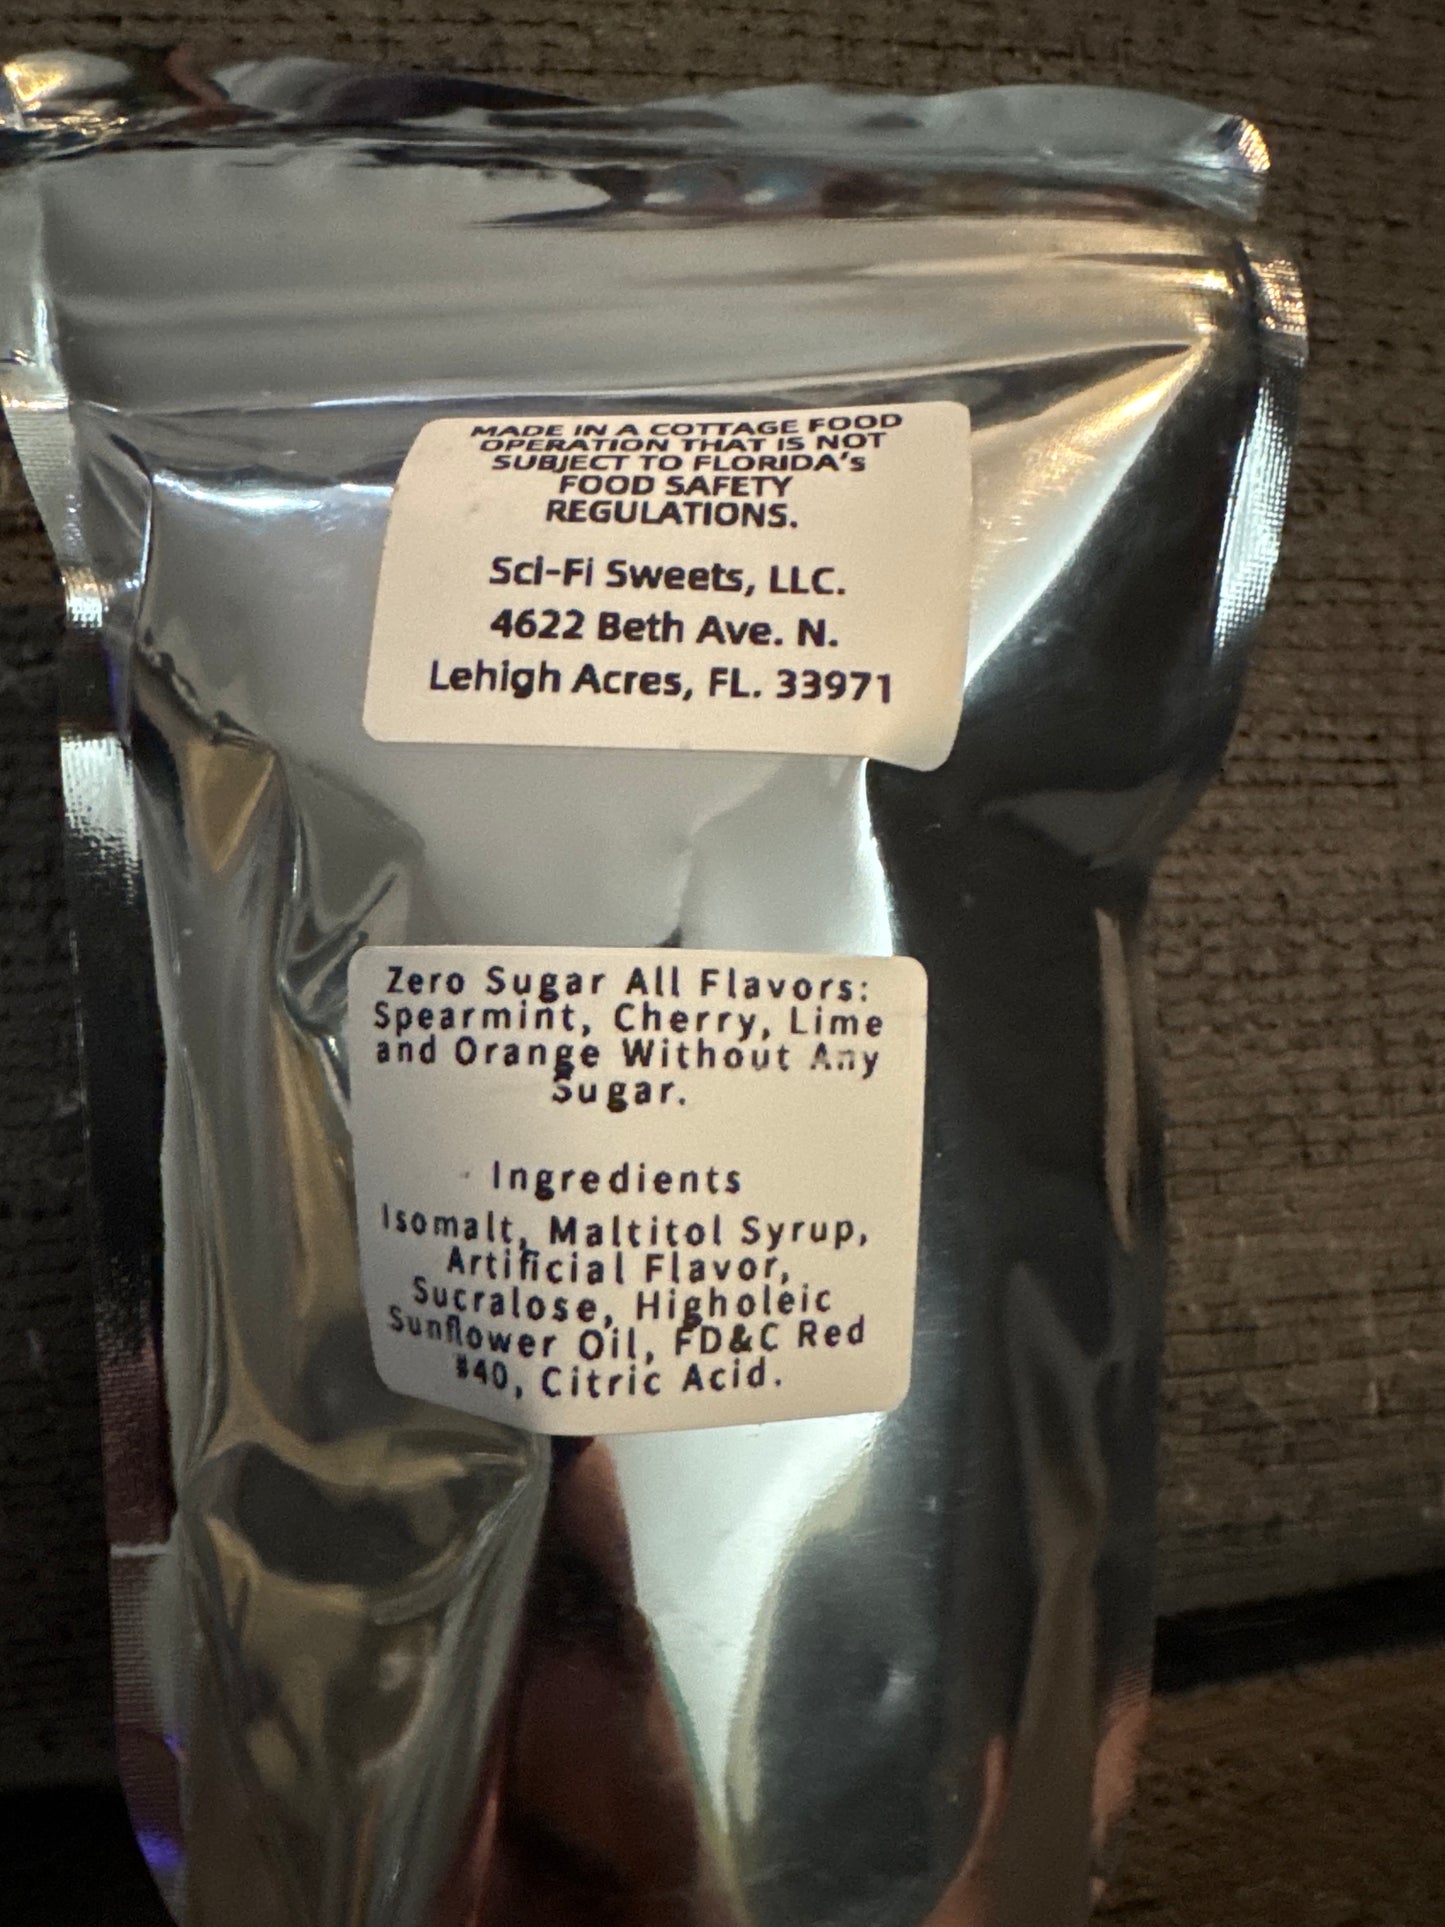 MADE IN A COTTAGE FOOD
OPERATION THAT IS NOT
SUBJECT TO FLORIDA's
FOOD SAFETY
REGULATIONS.
Sci-Fi Sweets, LLC.
4622 Beth Ave. N.
Lehigh Acres, FL. 33971
Zero Sugar All Flavors:
Spearmint, Cherry, Lime
and Orange Without Any
Sugar.
Ingredients
Isomalt, Maltitol Syrup,
Artificial Flavor,
Sucralose, Higholeic
Sunflower Oil, FD&C Red
#40, Citric Acid.